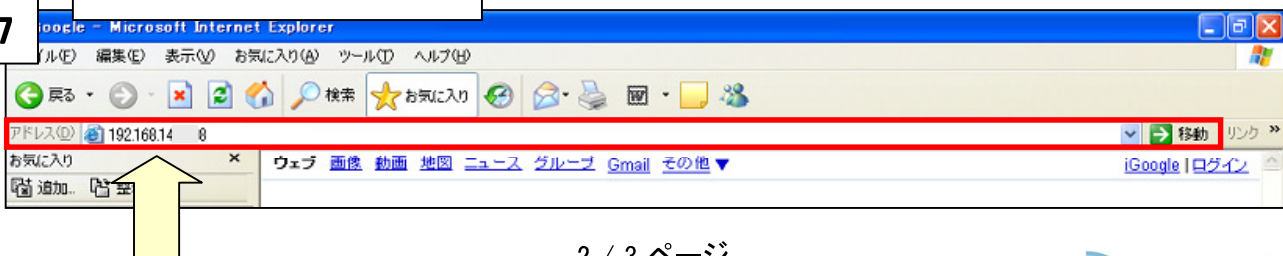 7
oogle - Microsoft Internet Explorer
イル(F) 編集(E) 表示(V) お気に入り(A) ツール(T) ヘルプ(H)
戻る 検索 お気に入り
アドレス(D) 192.168.14 8 移動 リンク »
お気に入り × ウェブ 画像 動画 地図 ニュース グループ Gmail その他 ▼ iGoogle | ログイン
追加...
2 / 3 ページ